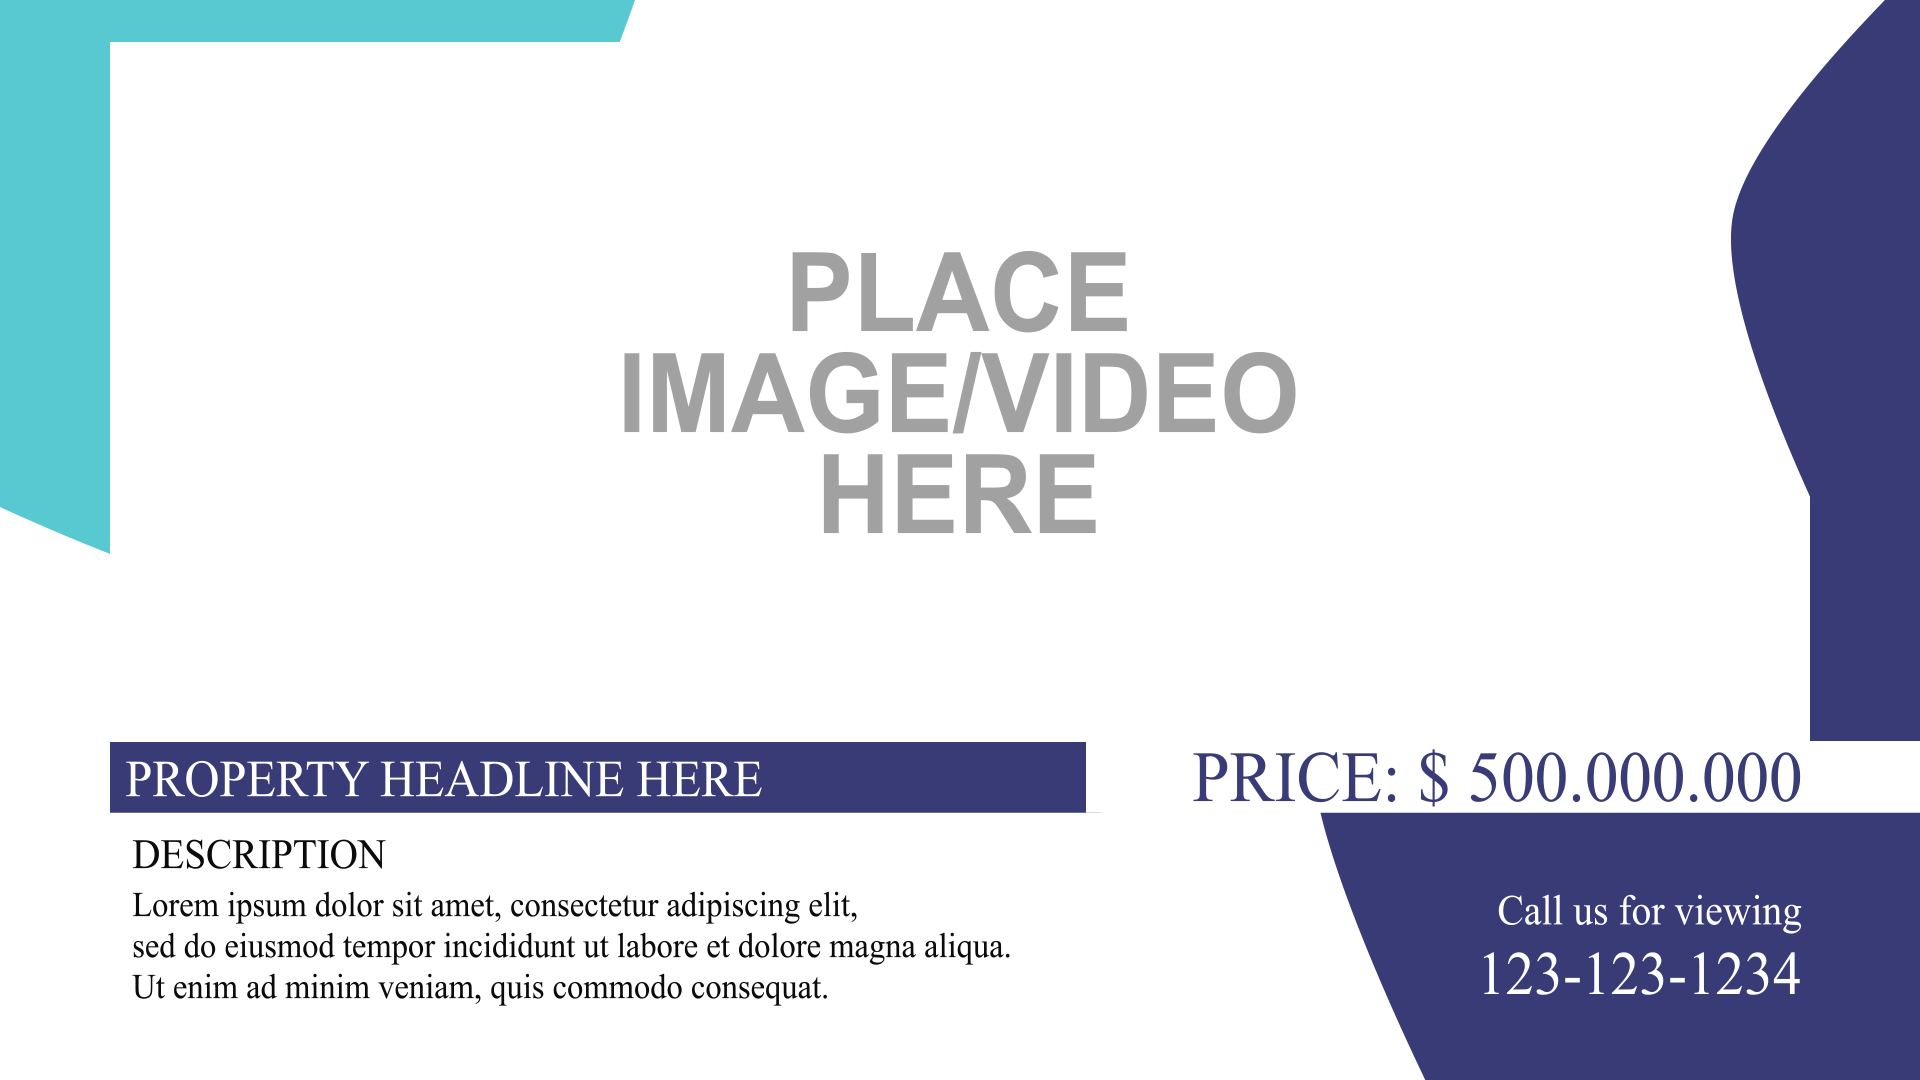 PLACE
IMAGE/VIDEO
HERE
PROPERTY HEADLINE HERE
PRICE: $ 500.000.000
DESCRIPTION
Lorem ipsum dolor sit amet, consectetur adipiscing elit,
sed do eiusmod tempor incididunt ut labore et dolore magna aliqua.
Ut enim ad minim veniam, quis commodo consequat.
Call us for viewing
123-123-1234